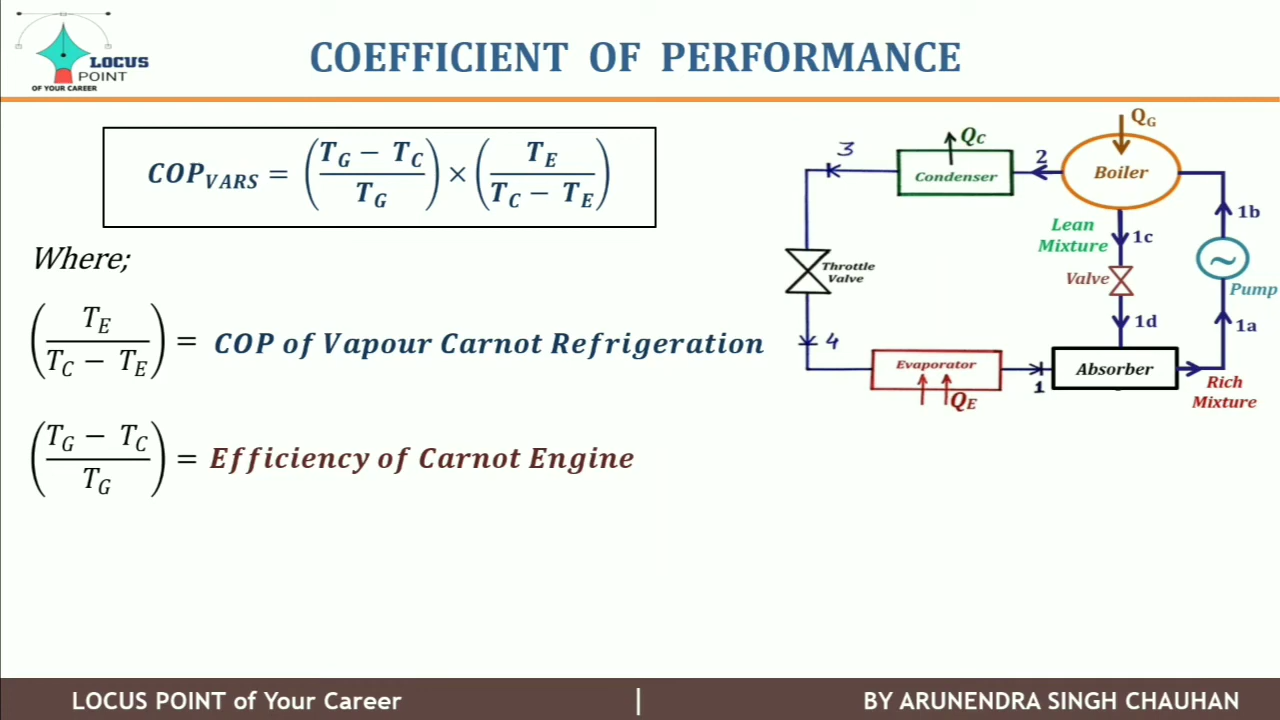 LOCUS
POINT
OF YOUR CAREER
COEFFICIENT OF PERFORMANCE
COP_VARS = ((T_G − T_C) / T_G) × (T_E / (T_C − T_E))
Where;
(T_E / (T_C − T_E)) = COP of Vapour Carnot Refrigeration
((T_G − T_C) / T_G) = Efficiency of Carnot Engine
Q_G
Q_C
3
2
Condenser
Boiler
1b
Lean
Mixture
1c
Throttle
Valve
Valve
Pump
4
1d
1a
Evaporator
Absorber
1
Q_E
Rich
Mixture
LOCUS POINT of Your Career | BY ARUNENDRA SINGH CHAUHAN